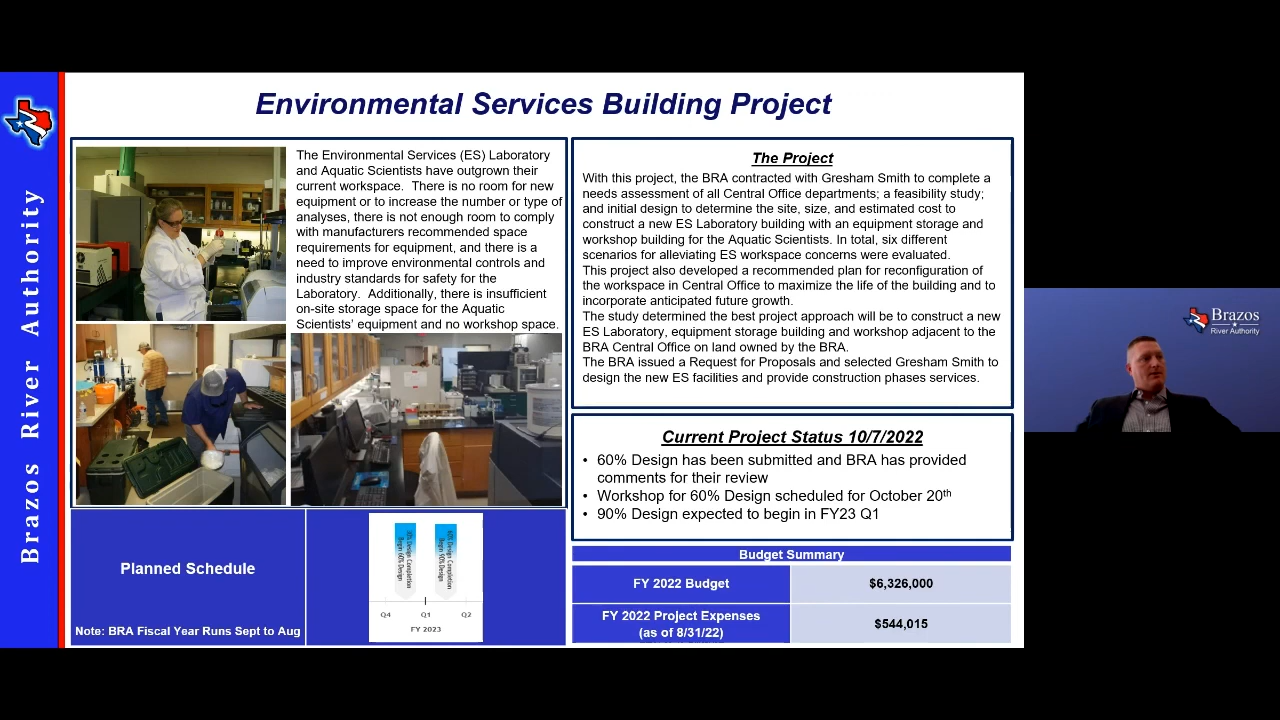 Brazos River Authority
Environmental Services Building Project
The Environmental Services (ES) Laboratory
and Aquatic Scientists have outgrown their
current workspace.  There is no room for new
equipment or to increase the number or type of
analyses, there is not enough room to comply
with manufacturers recommended space
requirements for equipment, and there is a
need to improve environmental controls and
industry standards for safety for the
Laboratory.  Additionally, there is insufficient
on-site storage space for the Aquatic
Scientists' equipment and no workshop space.
The Project
With this project, the BRA contracted with Gresham Smith to complete a
needs assessment of all Central Office departments; a feasibility study;
and initial design to determine the site, size, and estimated cost to
construct a new ES Laboratory building with an equipment storage and
workshop building for the Aquatic Scientists. In total, six different
scenarios for alleviating ES workspace concerns were evaluated.
This project also developed a recommended plan for reconfiguration of
the workspace in Central Office to maximize the life of the building and to
incorporate anticipated future growth.
The study determined the best project approach will be to construct a new
ES Laboratory, equipment storage building and workshop adjacent to the
BRA Central Office on land owned by the BRA.
The BRA issued a Request for Proposals and selected Gresham Smith to
design the new ES facilities and provide construction phases services.
Current Project Status 10/7/2022
• 60% Design has been submitted and BRA has provided
comments for their review
• Workshop for 60% Design scheduled for October 20th
• 90% Design expected to begin in FY23 Q1
Planned Schedule
Note: BRA Fiscal Year Runs Sept to Aug
Design Completion
Begin 60% Design
Design Completion
Begin 90% Design
Q4 Q1 Q2
FY 2023
Budget Summary
FY 2022 Budget $6,326,000
FY 2022 Project Expenses
(as of 8/31/22) $544,015
Brazos
River Authority